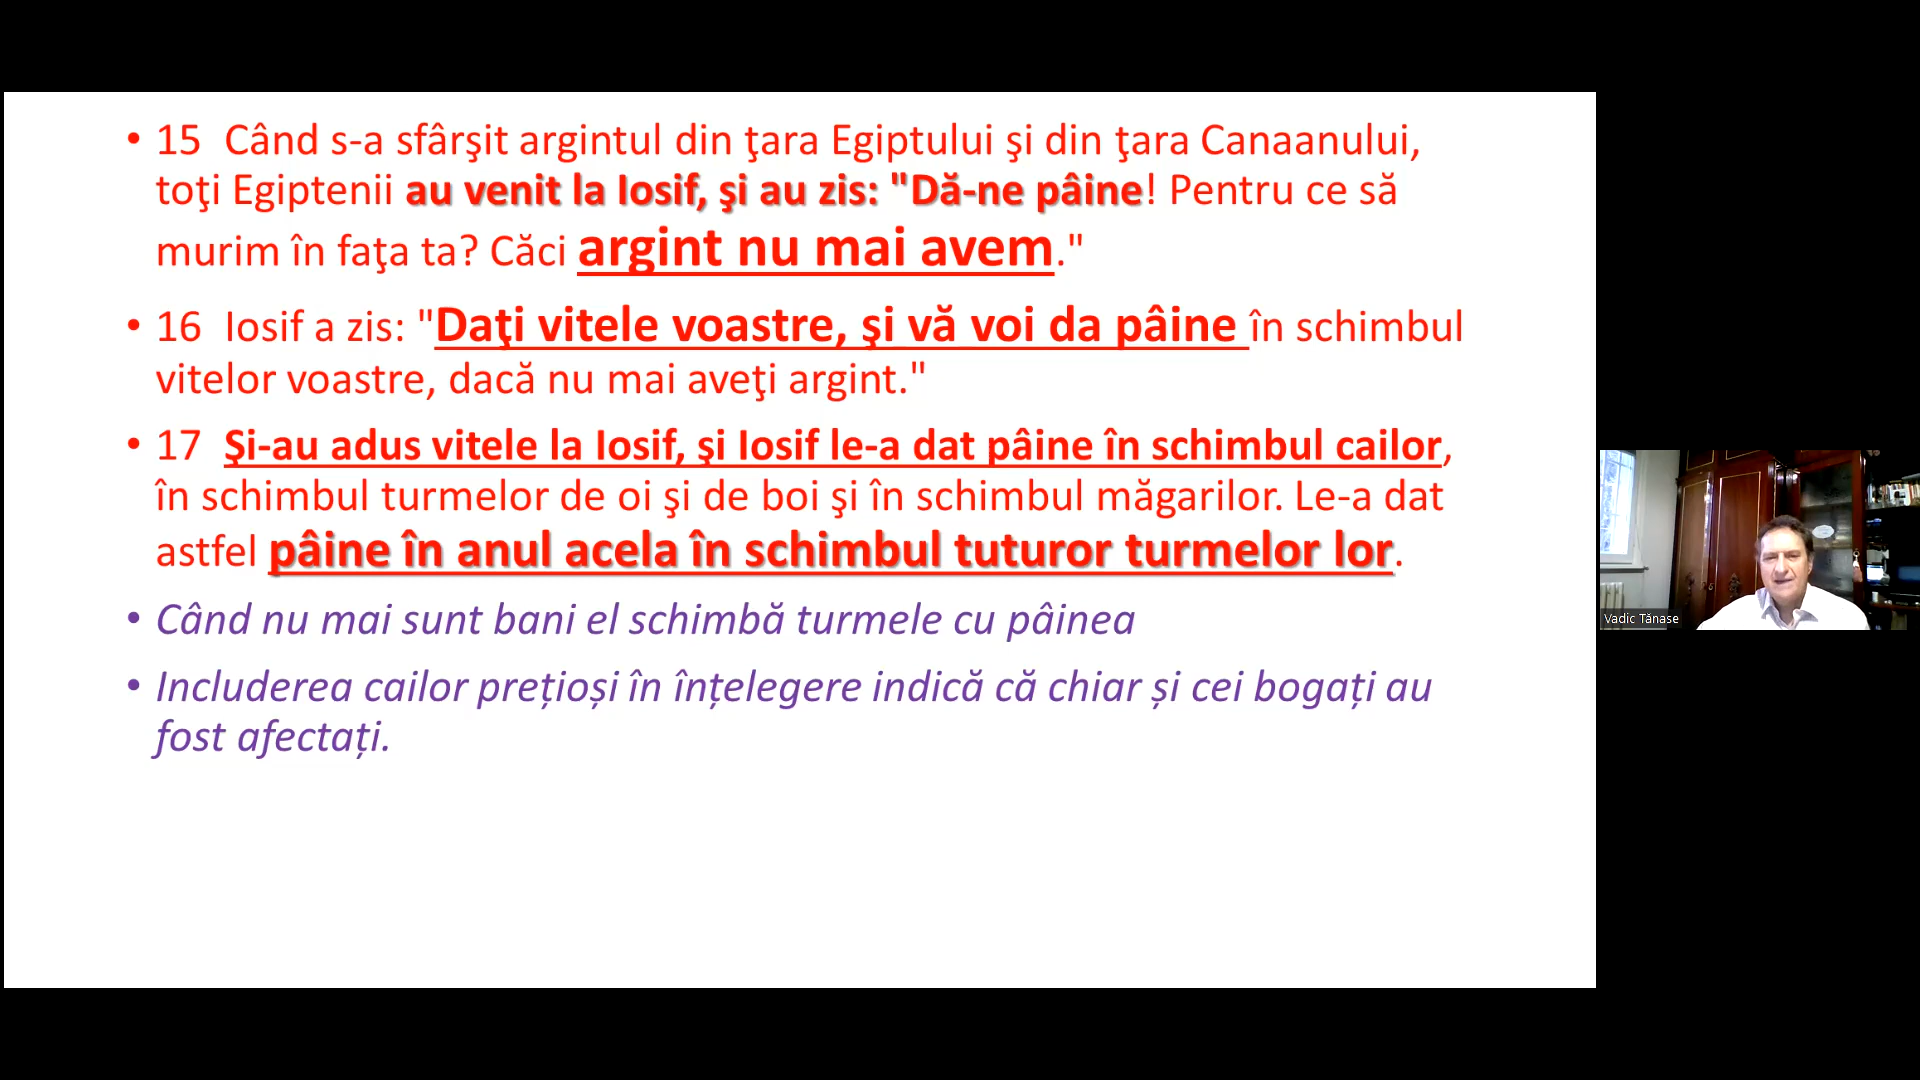 • 15  Când s-a sfârşit argintul din ţara Egiptului şi din ţara Canaanului,
toţi Egiptenii au venit la Iosif, şi au zis: "Dă-ne pâine! Pentru ce să
murim în faţa ta? Căci argint nu mai avem."
• 16  Iosif a zis: "Daţi vitele voastre, şi vă voi da pâine în schimbul
vitelor voastre, dacă nu mai aveţi argint."
• 17  Şi-au adus vitele la Iosif, şi Iosif le-a dat pâine în schimbul cailor,
în schimbul turmelor de oi şi de boi şi în schimbul măgarilor. Le-a dat
astfel pâine în anul acela în schimbul tuturor turmelor lor.
• Când nu mai sunt bani el schimbă turmele cu pâinea
• Includerea cailor prețioși în înțelegere indică că chiar și cei bogați au
fost afectați.
Vadic Tănase